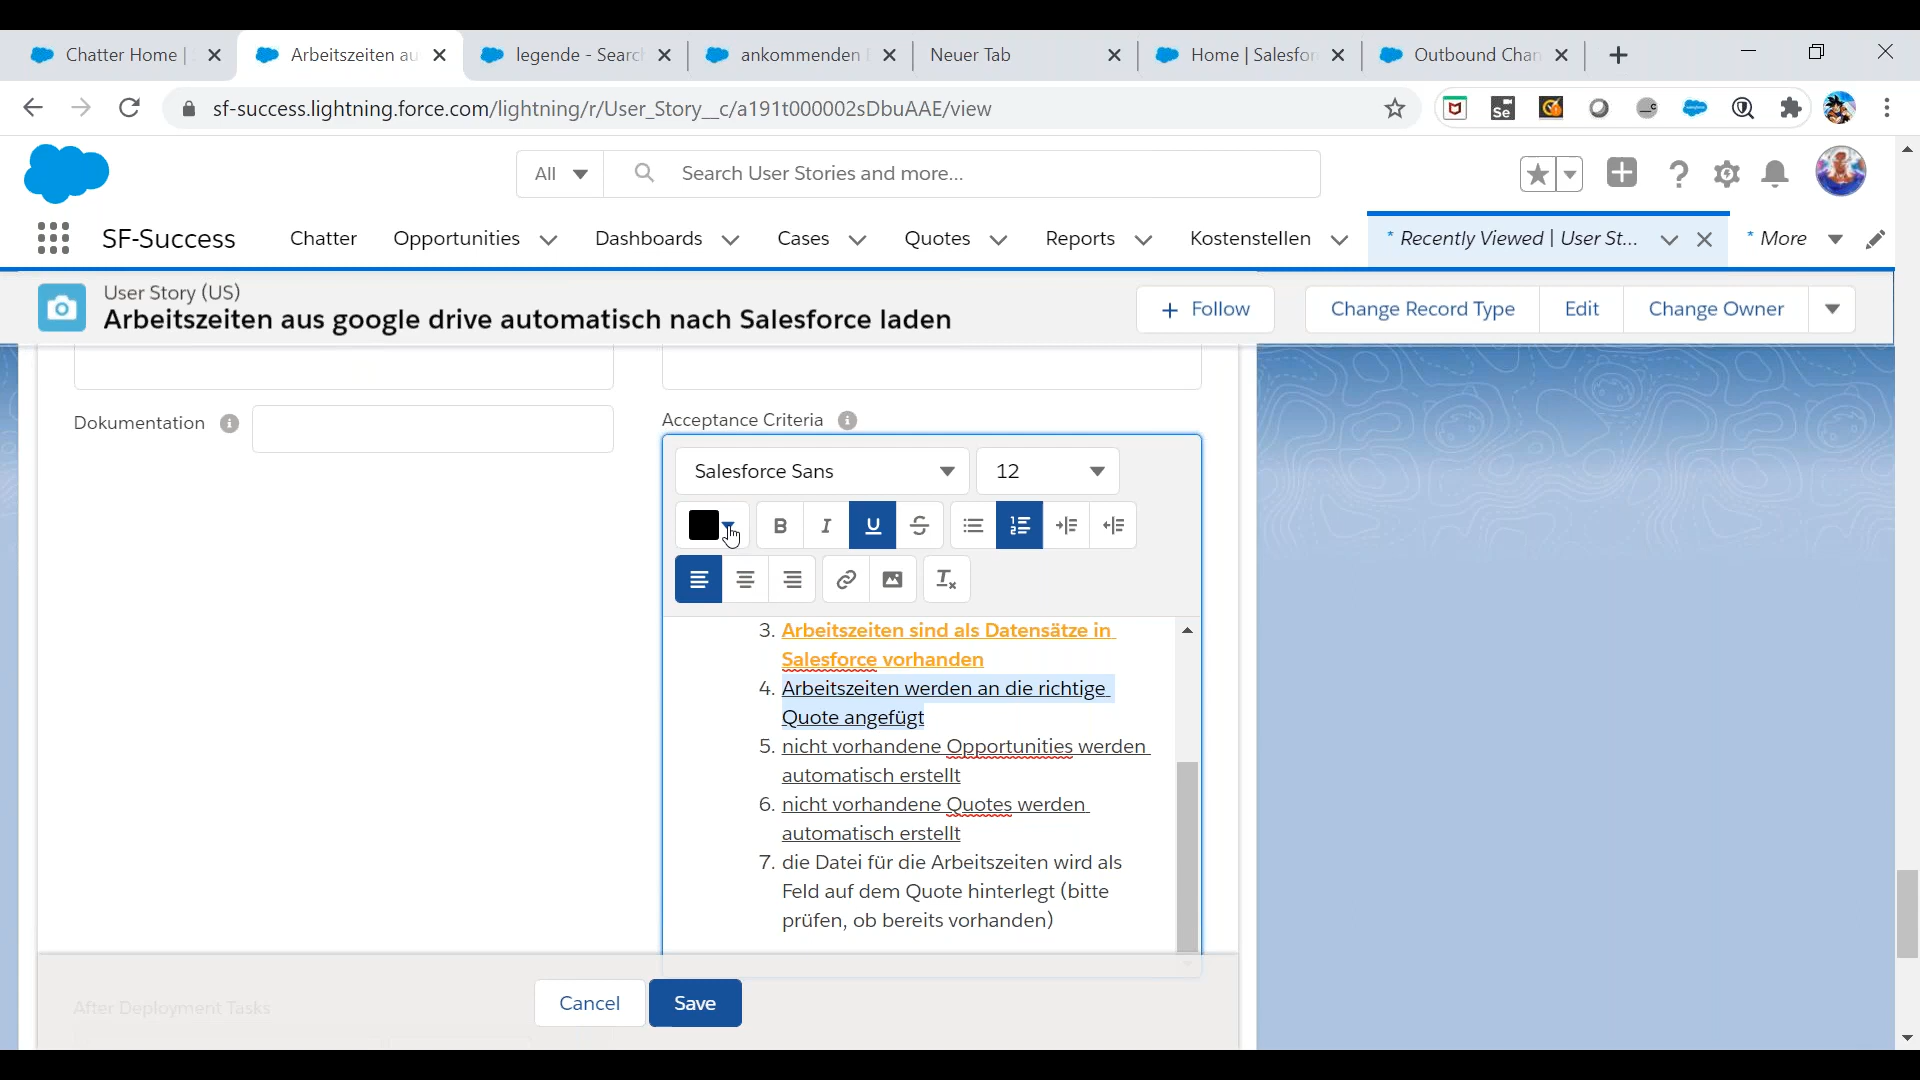 Chatter Home |
Arbeitszeiten au
legende - Searc
ankommenden
Neuer Tab
Home | Salesfor
Outbound Chan
sf-success.lightning.force.com/lightning/r/User_Story__c/a191t000002sDbuAAE/view
Se
All
Search User Stories and more...
SF-Success
Chatter
Opportunities
Dashboards
Cases
Quotes
Reports
Kostenstellen
* Recently Viewed | User St...
* More
User Story (US)
Arbeitszeiten aus google drive automatisch nach Salesforce laden
+ Follow
Change Record Type
Edit
Change Owner
Dokumentation
Acceptance Criteria
Salesforce Sans
12
B
I
U
S
3. Arbeitszeiten sind als Datensätze in
Salesforce vorhanden
4. Arbeitszeiten werden an die richtige
Quote angefügt
5. nicht vorhandene Opportunities werden
automatisch erstellt
6. nicht vorhandene Quotes werden
automatisch erstellt
7. die Datei für die Arbeitszeiten wird als
Feld auf dem Quote hinterlegt (bitte
prüfen, ob bereits vorhanden)
After Deployment Tasks
Cancel
Save